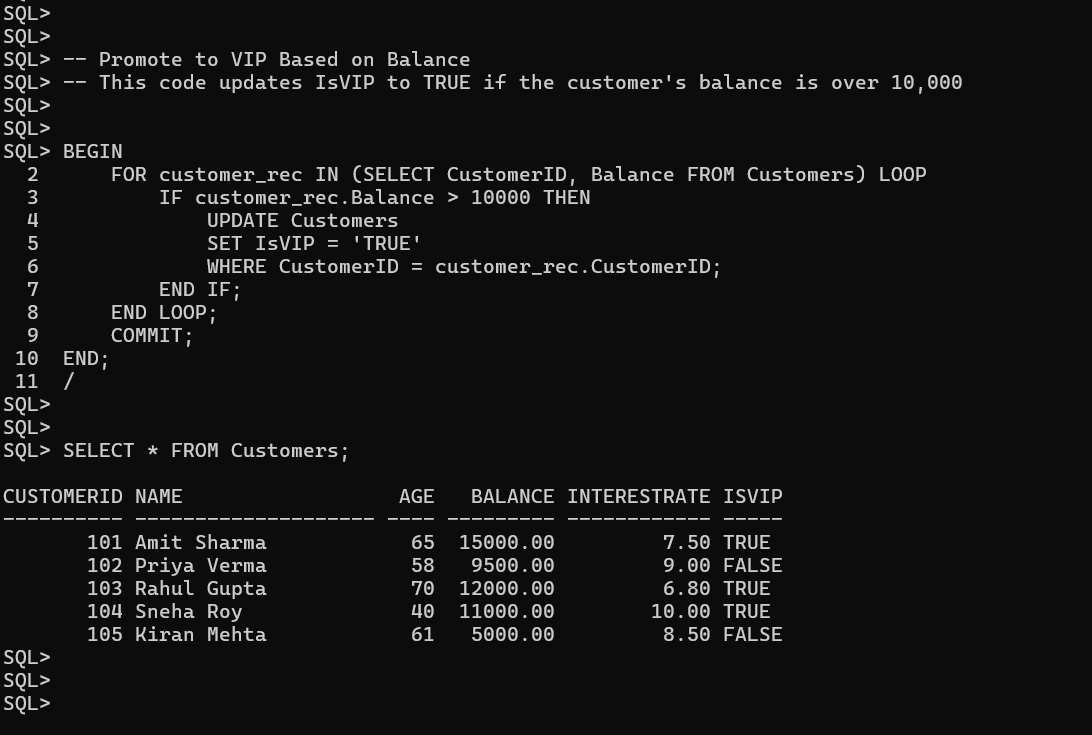 SQL>
SQL>
SQL> -- Promote to VIP Based on Balance
SQL> -- This code updates IsVIP to TRUE if the customer's balance is over 10,000
SQL>
SQL>
SQL> BEGIN
  2      FOR customer_rec IN (SELECT CustomerID, Balance FROM Customers) LOOP
  3          IF customer_rec.Balance > 10000 THEN
  4              UPDATE Customers
  5              SET IsVIP = 'TRUE'
  6              WHERE CustomerID = customer_rec.CustomerID;
  7          END IF;
  8      END LOOP;
  9      COMMIT;
 10  END;
 11  /
SQL>
SQL>
SQL> SELECT * FROM Customers;
CUSTOMERID NAME                  AGE   BALANCE INTERESTRATE ISVIP
---------- -------------------- ---- --------- ------------ -----
       101 Amit Sharma            65  15000.00         7.50 TRUE
       102 Priya Verma            58   9500.00         9.00 FALSE
       103 Rahul Gupta            70  12000.00         6.80 TRUE
       104 Sneha Roy              40  11000.00        10.00 TRUE
       105 Kiran Mehta            61   5000.00         8.50 FALSE
SQL>
SQL>
SQL>